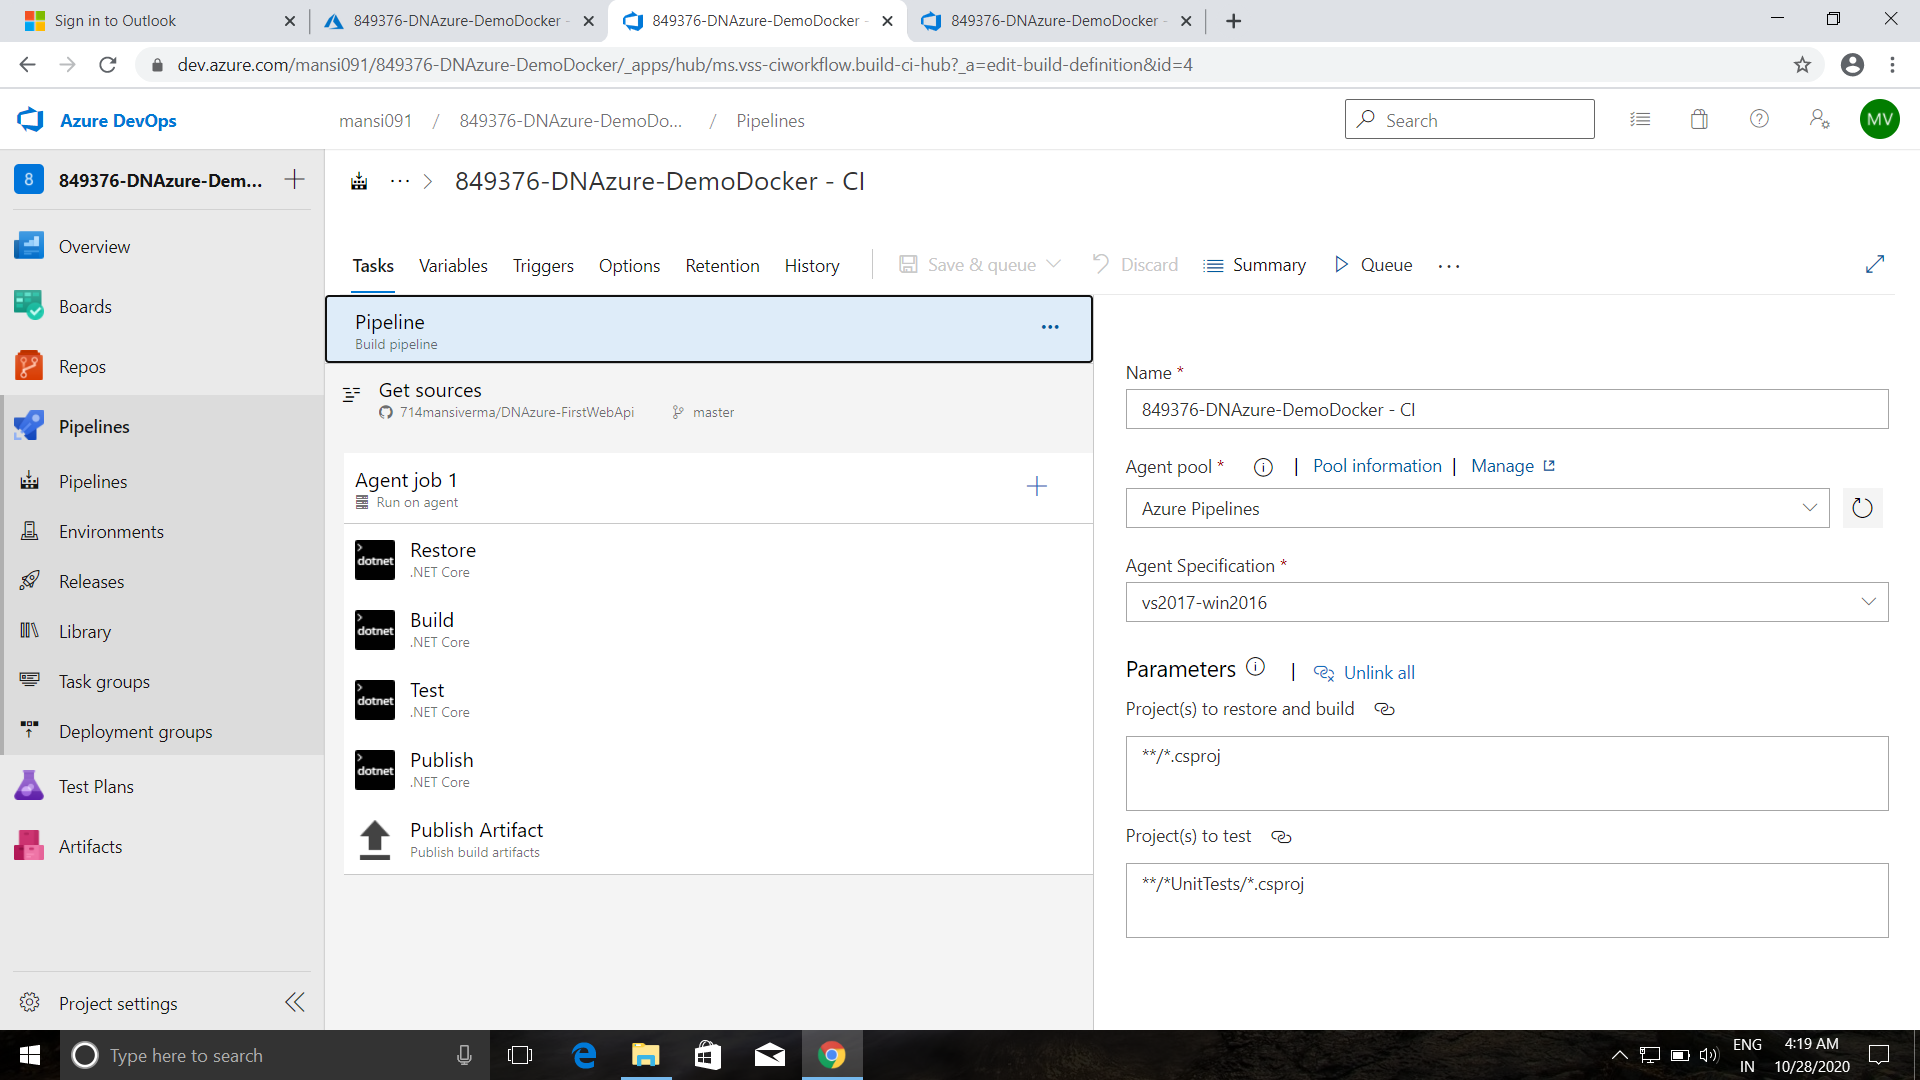 Sign in to Outlook
849376-DNAzure-DemoDocker -
849376-DNAzure-DemoDocker -
849376-DNAzure-DemoDocker -
dev.azure.com/mansi091/849376-DNAzure-DemoDocker/_apps/hub/ms.vss-ciworkflow.build-ci-hub?_a=edit-build-definition&id=4
Azure DevOps
mansi091 / 849376-DNAzure-DemoDo... / Pipelines
Search
MV
8
849376-DNAzure-Dem...
Overview
Boards
Repos
Pipelines
Pipelines
Environments
Releases
Library
Task groups
Deployment groups
Test Plans
Artifacts
Project settings
... > 849376-DNAzure-DemoDocker - CI
Tasks Variables Triggers Options Retention History
Save & queue Discard Summary Queue ...
Pipeline
Build pipeline
Get sources
714mansiverma/DNAzure-FirstWebApi master
Agent job 1
Run on agent
dotnet
Restore
.NET Core
dotnet
Build
.NET Core
dotnet
Test
.NET Core
dotnet
Publish
.NET Core
Publish Artifact
Publish build artifacts
Name *
849376-DNAzure-DemoDocker - CI
Agent pool * | Pool information | Manage
Azure Pipelines
Agent Specification *
vs2017-win2016
Parameters | Unlink all
Project(s) to restore and build
**/*.csproj
Project(s) to test
**/*UnitTests/*.csproj
Type here to search
ENG
IN
4:19 AM
10/28/2020